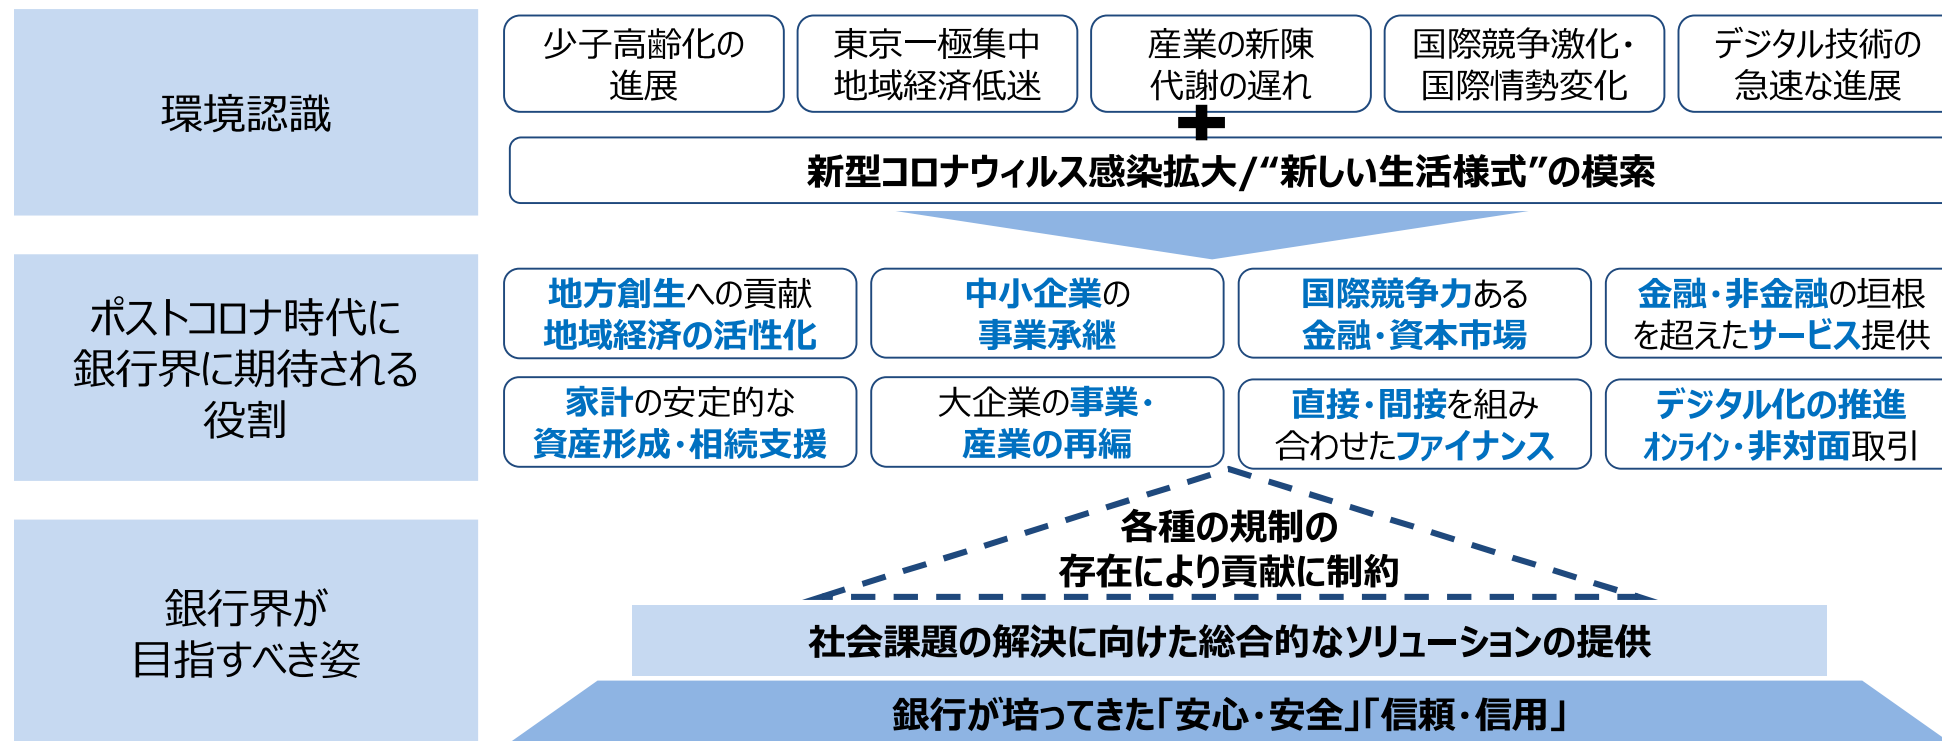 環境認識
少子高齢化の
進展
東京一極集中
地域経済低迷
産業の新陳
代謝の遅れ
国際競争激化・
国際情勢変化
デジタル技術の
急速な進展
新型コロナウィルス感染拡大/“新しい生活様式”の模索
ポストコロナ時代に
銀行界に期待される
役割
地方創生への貢献
地域経済の活性化
中小企業の
事業承継
国際競争力ある
金融・資本市場
金融・非金融の垣根
を超えたサービス提供
家計の安定的な
資産形成・相続支援
大企業の事業・
産業の再編
直接・間接を組み
合わせたファイナンス
デジタル化の推進
オンライン・非対面取引
銀行界が
目指すべき姿
各種の規制の
存在により貢献に制約
社会課題の解決に向けた総合的なソリューションの提供
銀行が培ってきた「安心・安全」「信頼・信用」